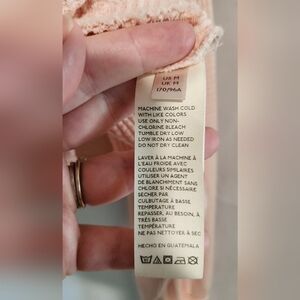 US M
UK M
170/96A
MACHINE WASH COLD
WITH LIKE COLORS
USE ONLY NON-
CHLORINE BLEACH
TUMBLE DRY LOW
LOW IRON AS NEEDED
DO NOT DRY CLEAN
LAVER À LA MACHINE À
L'EAU FROIDE AVEC
COULEURS SIMILAIRES
UTILISER UN AGENT
DE BLANCHIMENT SANS
CHLORE SI NÉCESSAIRE
SECHER PAR
CULBUTAGE À BASSE
TEMPERATURE
REPASSER, AU BESOIN, À
TRÈS BASSE
TEMPÉRATURE
NE PAS NETTOYER À SEC
HECHO EN GUATEMALA